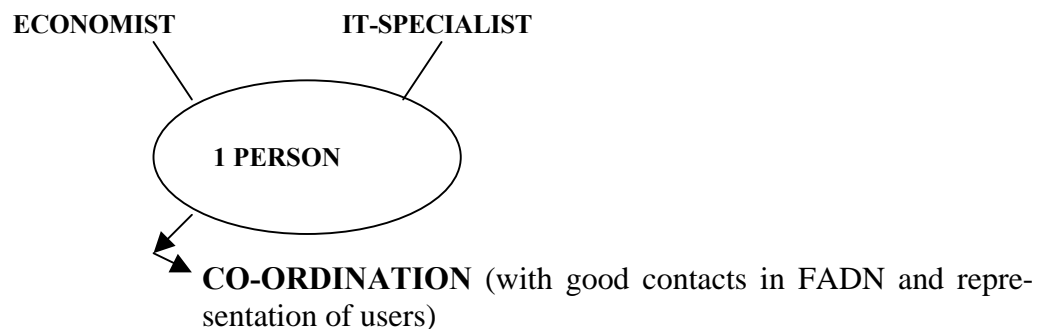 ECONOMIST IT-SPECIALIST
1 PERSON
CO-ORDINATION (with good contacts in FADN and repre-
sentation of users)